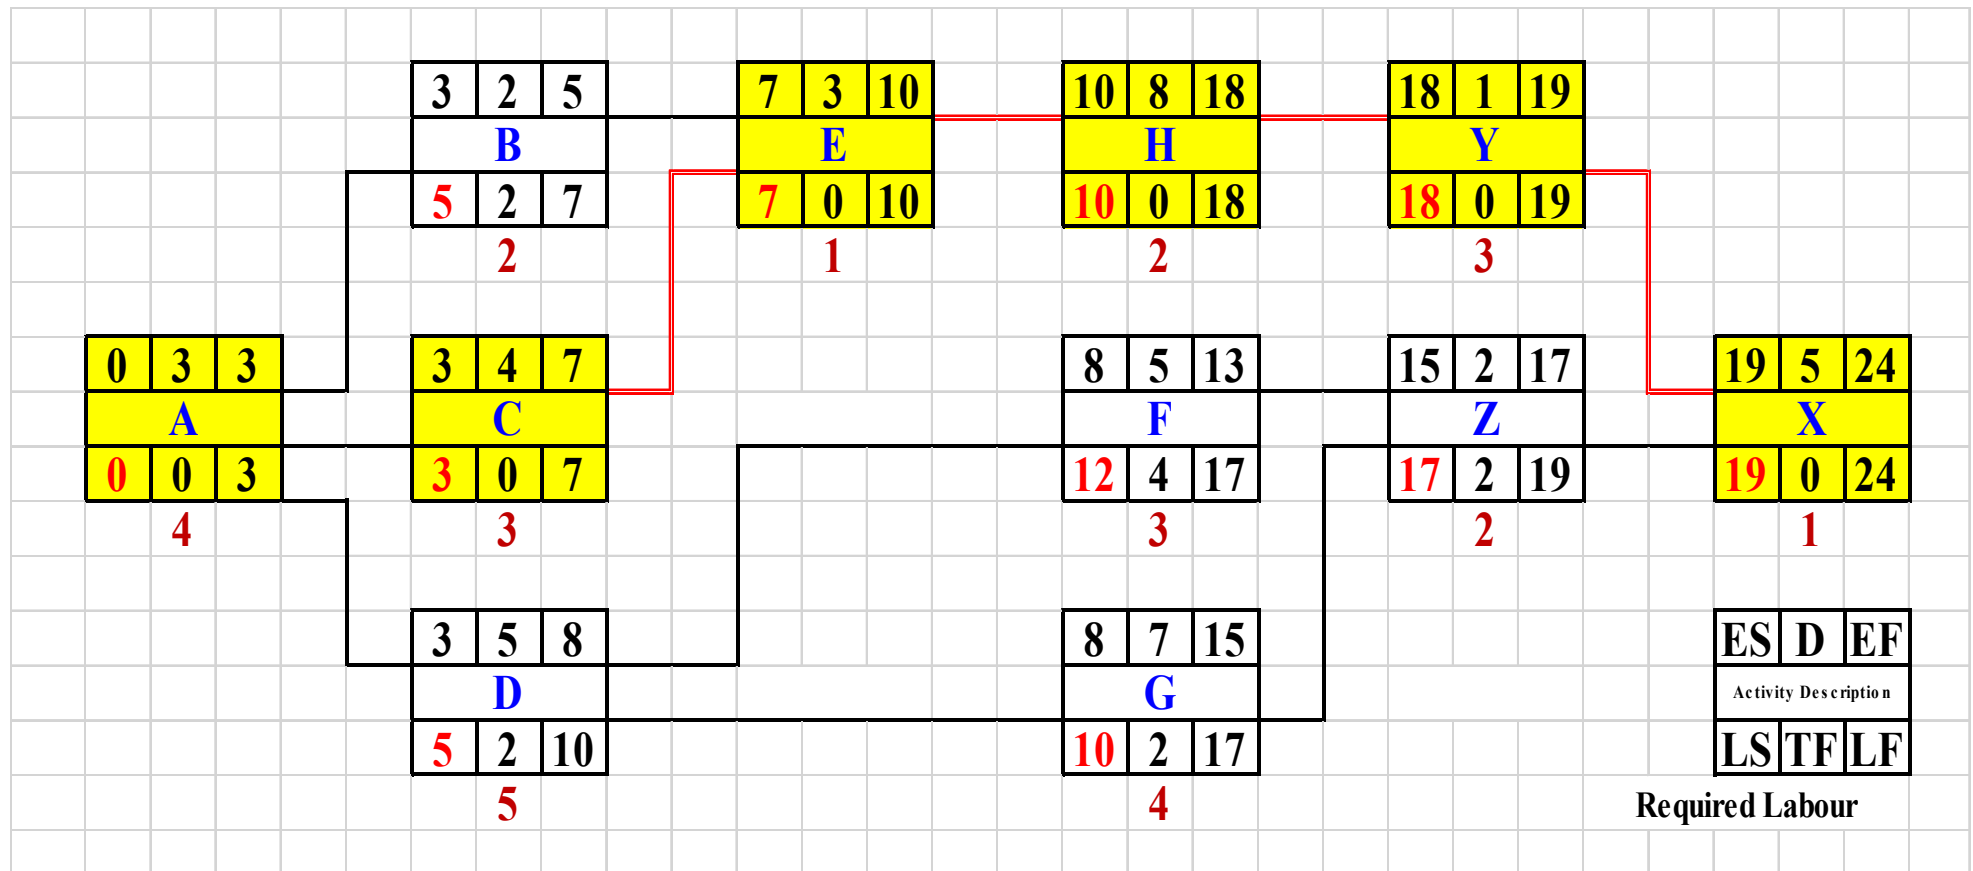 3 2 5 7 3 10 10 8 18 18 1 19
B E H Y
5 2 7 7 0 10 10 0 18 18 0 19
2 1 2 3
0 3 3 3 4 7 8 5 13 15 2 17 19 5 24
A C F Z X
0 0 3 3 0 7 12 4 17 17 2 19 19 0 24
4 3 3 2 1
3 5 8 8 7 15 ES D EF
D G Activity Description
5 2 10 10 2 17 LS TF LF
5 4 Required Labour